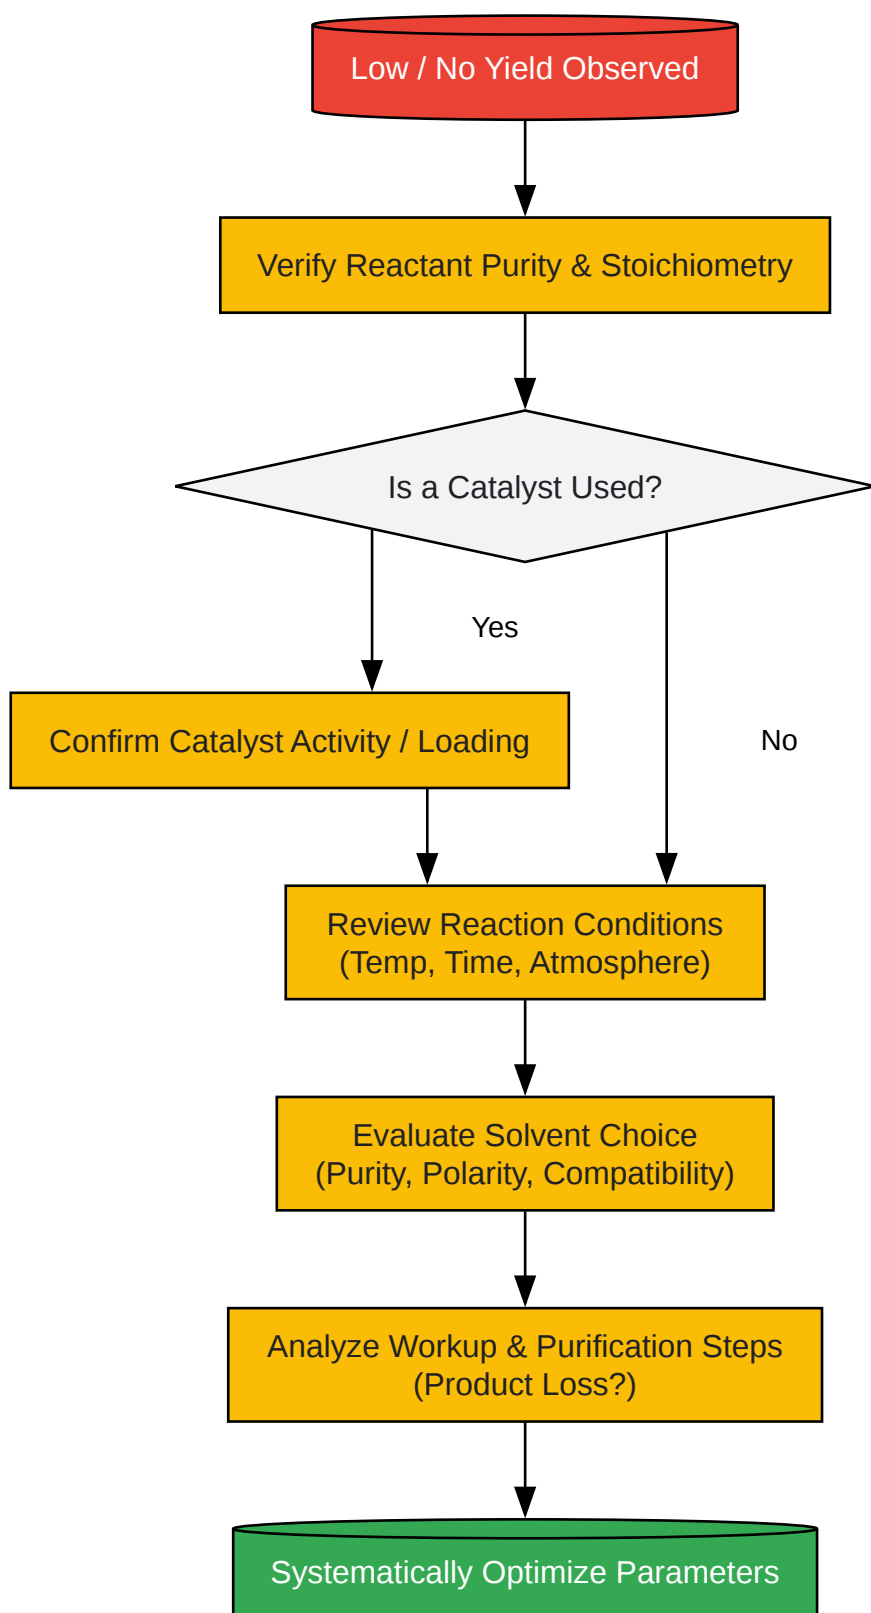 Low / No Yield Observed
Verify Reactant Purity & Stoichiometry
Is a Catalyst Used?
Yes
Confirm Catalyst Activity / Loading
No
Review Reaction Conditions
(Temp, Time, Atmosphere)
Evaluate Solvent Choice
(Purity, Polarity, Compatibility)
Analyze Workup & Purification Steps
(Product Loss?)
Systematically Optimize Parameters